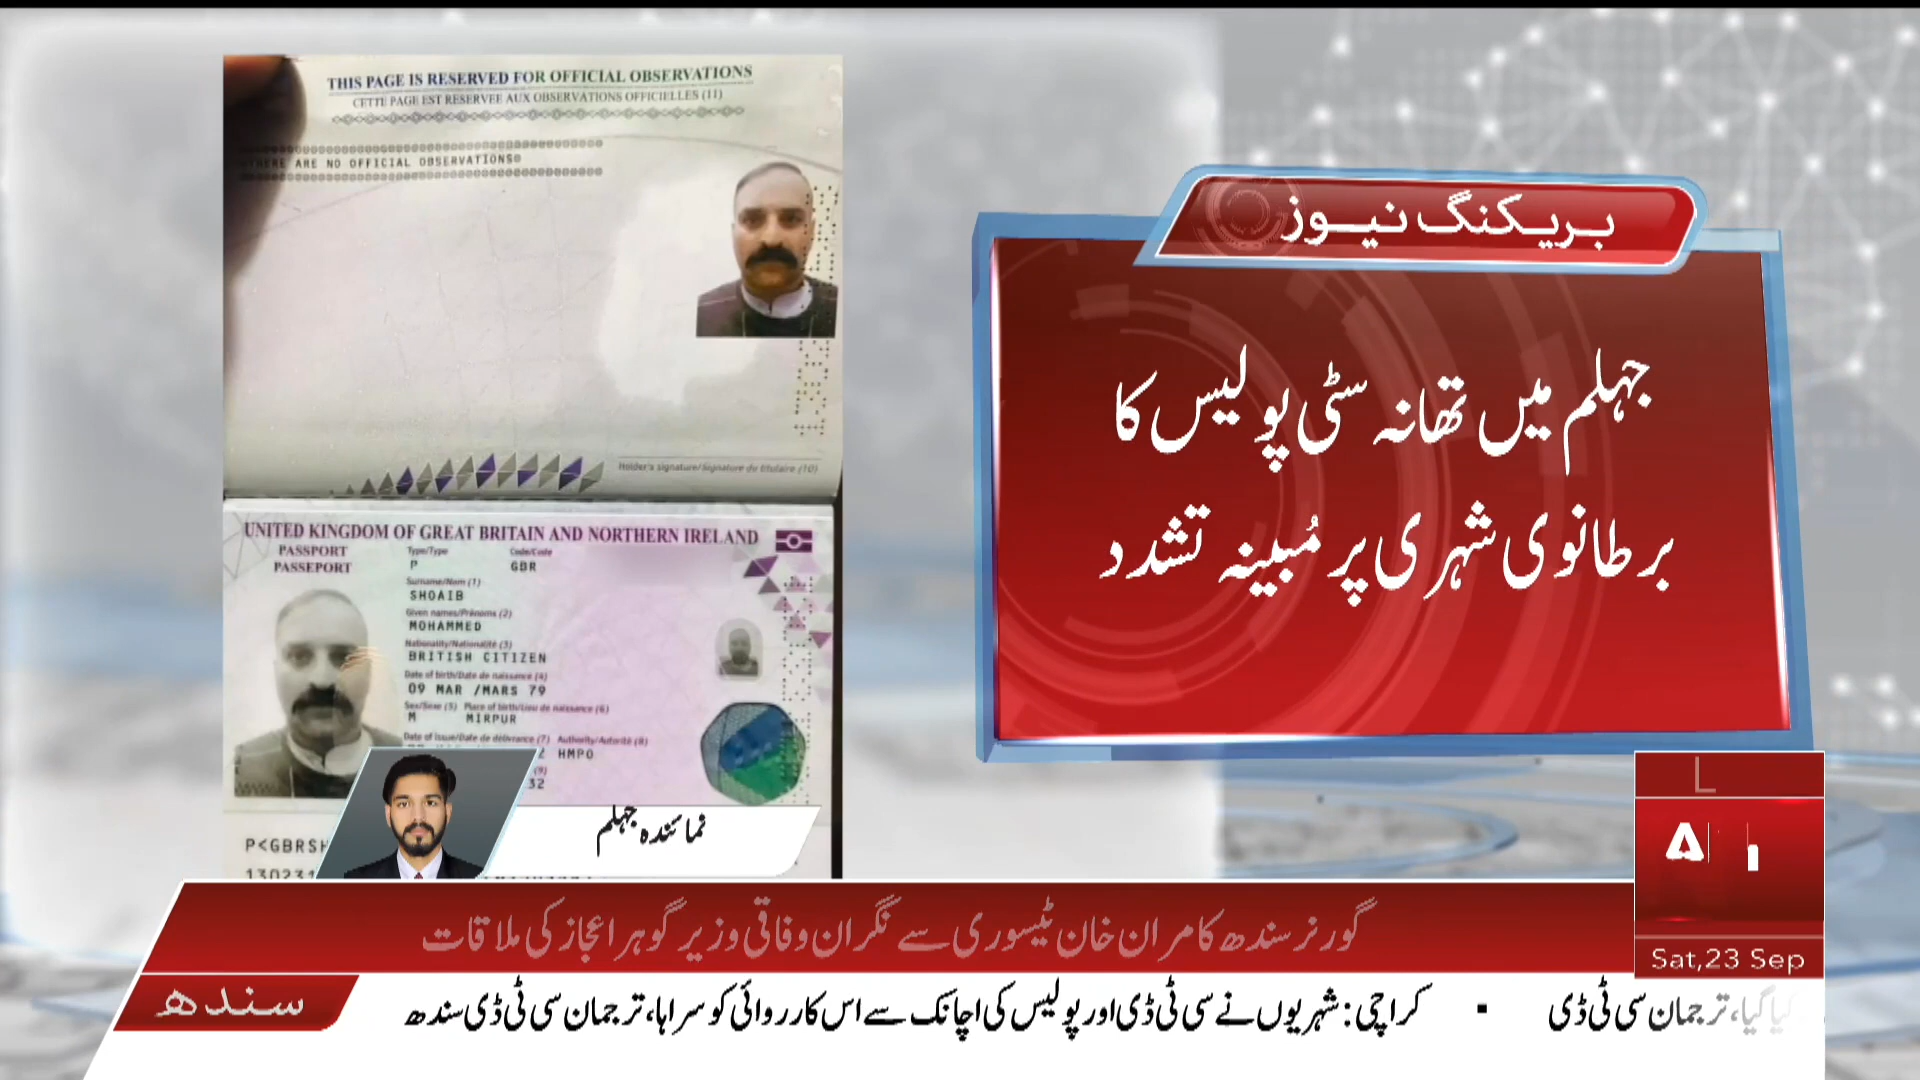 THIS PAGE IS RESERVED FOR OFFICIAL OBSERVATIONS
CETTE PAGE EST RESERVEE AUX OBSERVATIONS OFFICIELLES (11)
THERE ARE NO OFFICIAL OBSERVATIONS
Holder's signature/Signature du titulaire (10)
UNITED KINGDOM OF GREAT BRITAIN AND NORTHERN IRELAND
PASSPORT
PASSEPORT
Type/Type Code/Code
P GBR
Surname/Nom (1)
SHOAIB
Given names/Prénoms (2)
MOHAMMED
Nationality/Nationalité (3)
BRITISH CITIZEN
Date of birth/Date de naissance (4)
09 MAR /MARS 79
Sex/Sexe (5) Place of birth/Lieu de naissance (6)
M MIRPUR
Date of issue/Date de délivrance (7) Authority/Autorité (8)
HMPO
(9)
32
P<GBRSH
130231
بریکنگ نیوز
جہلم میں تھانہ سٹی پولیس کا
برطانوی شہری پر مُبینہ تشدد
نمائندہ جہلم
گورنر سندھ کامران خان ٹیسوری سے نگران وفاقی وزیر گوہر اعجاز کی ملاقات
Sat,23 Sep
سندھ
کیا گیا، ترجمان سی ٹی ڈی ▪ کراچی: شہریوں نے سی ٹی ڈی اور پولیس کی اچانک سے اس کارروائی کو سراہا، ترجمان سی ٹی ڈی سندھ